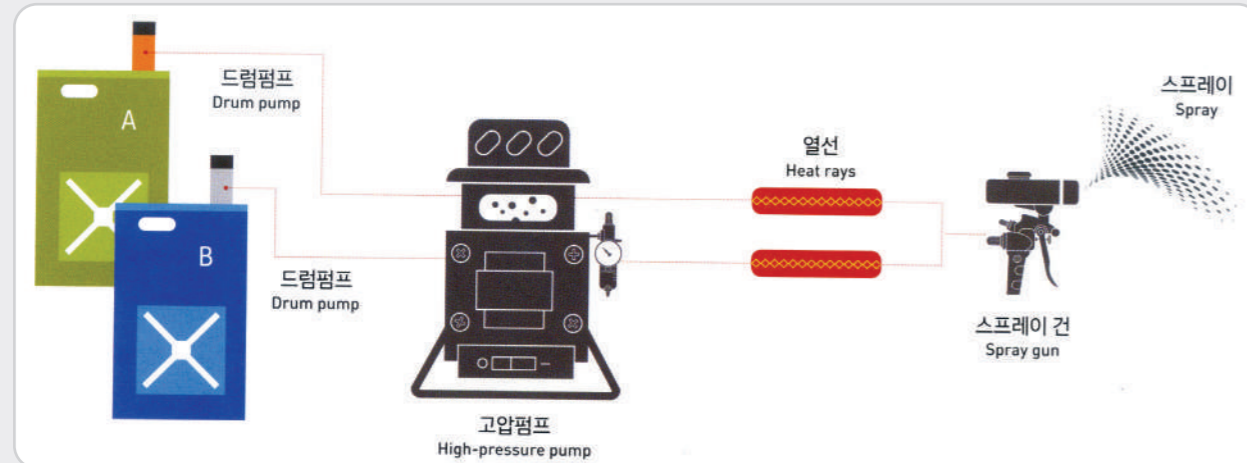 A
드럼펌프
Drum pump
B
드럼펌프
Drum pump
고압펌프
High-pressure pump
열선
Heat rays
스프레이
Spray
스프레이 건
Spray gun